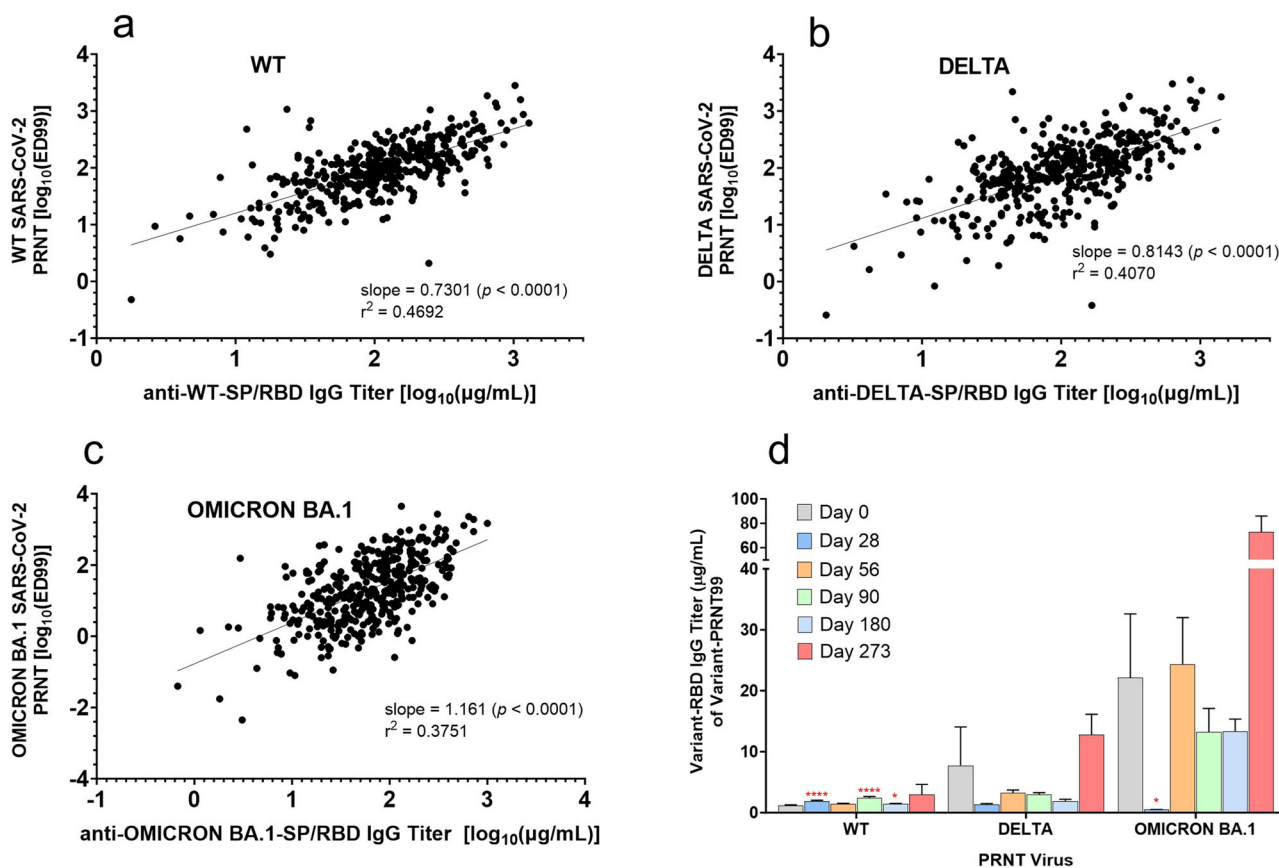 a
WT
WT SARS-CoV-2
PRNT [log10(ED99)]
4
3
2
1
0
-1
slope = 0.7301 (p < 0.0001)
r2 = 0.4692
0 1 2 3
anti-WT-SP/RBD IgG Titer [log10(µg/mL)]
b
DELTA
DELTA SARS-CoV-2
PRNT [log10(ED99)]
4
3
2
1
0
-1
slope = 0.8143 (p < 0.0001)
r2 = 0.4070
0 1 2 3
anti-DELTA-SP/RBD IgG Titer [log10(µg/mL)]
c
OMICRON BA.1
OMICRON BA.1 SARS-CoV-2
PRNT [log10(ED99)]
4
2
0
-2
-4
slope = 1.161 (p < 0.0001)
r2 = 0.3751
-1 0 1 2 3 4
anti-OMICRON BA.1-SP/RBD IgG Titer [log10(µg/mL)]
d
Variant-RBD IgG Titer (µg/mL)
of Variant-PRNT99
100
80
60
40
30
20
10
0
Day 0
Day 28
Day 56
Day 90
Day 180
Day 273
**** **** * *
WT DELTA OMICRON BA.1
PRNT Virus